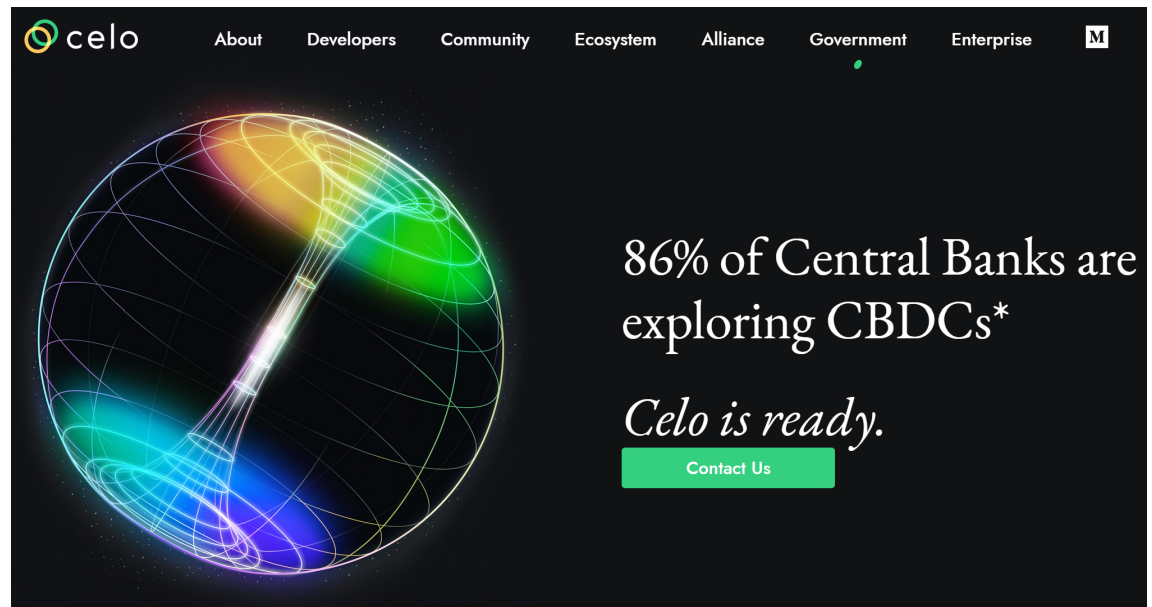 celo
About
Developers
Community
Ecosystem
Alliance
Government
Enterprise
M
86% of Central Banks are
exploring CBDCs*
Celo is ready.
Contact Us